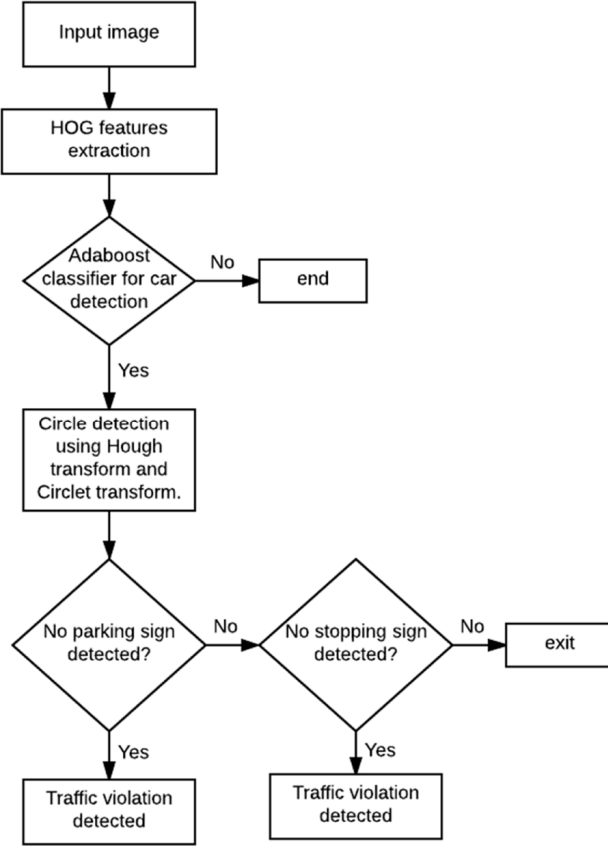 Input image
HOG features
extraction
Adaboost
classifier for car
detection
No
end
Yes
Circle detection
using Hough
transform and
Circlet transform.
No parking sign
detected?
No
No stopping sign
detected?
No
exit
Yes
Traffic violation
detected
Yes
Traffic violation
detected